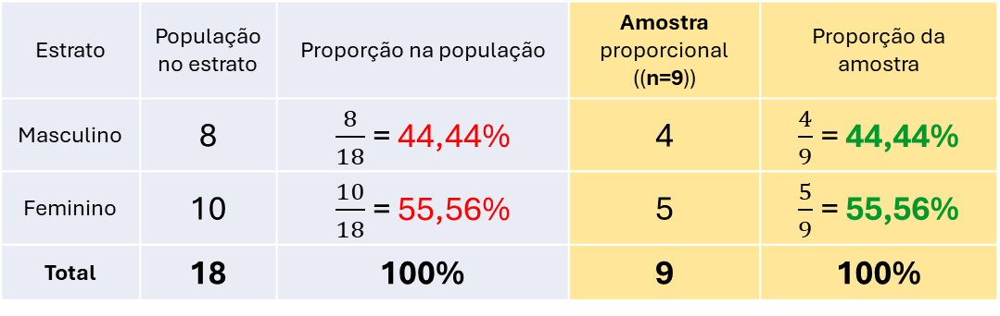 Estrato
População
no estrato
Proporção na população
Amostra
proporcional
((n=9))
Proporção da
amostra
Masculino
8
8/18 = 44,44%
4
4/9 = 44,44%
Feminino
10
10/18 = 55,56%
5
5/9 = 55,56%
Total
18
100%
9
100%